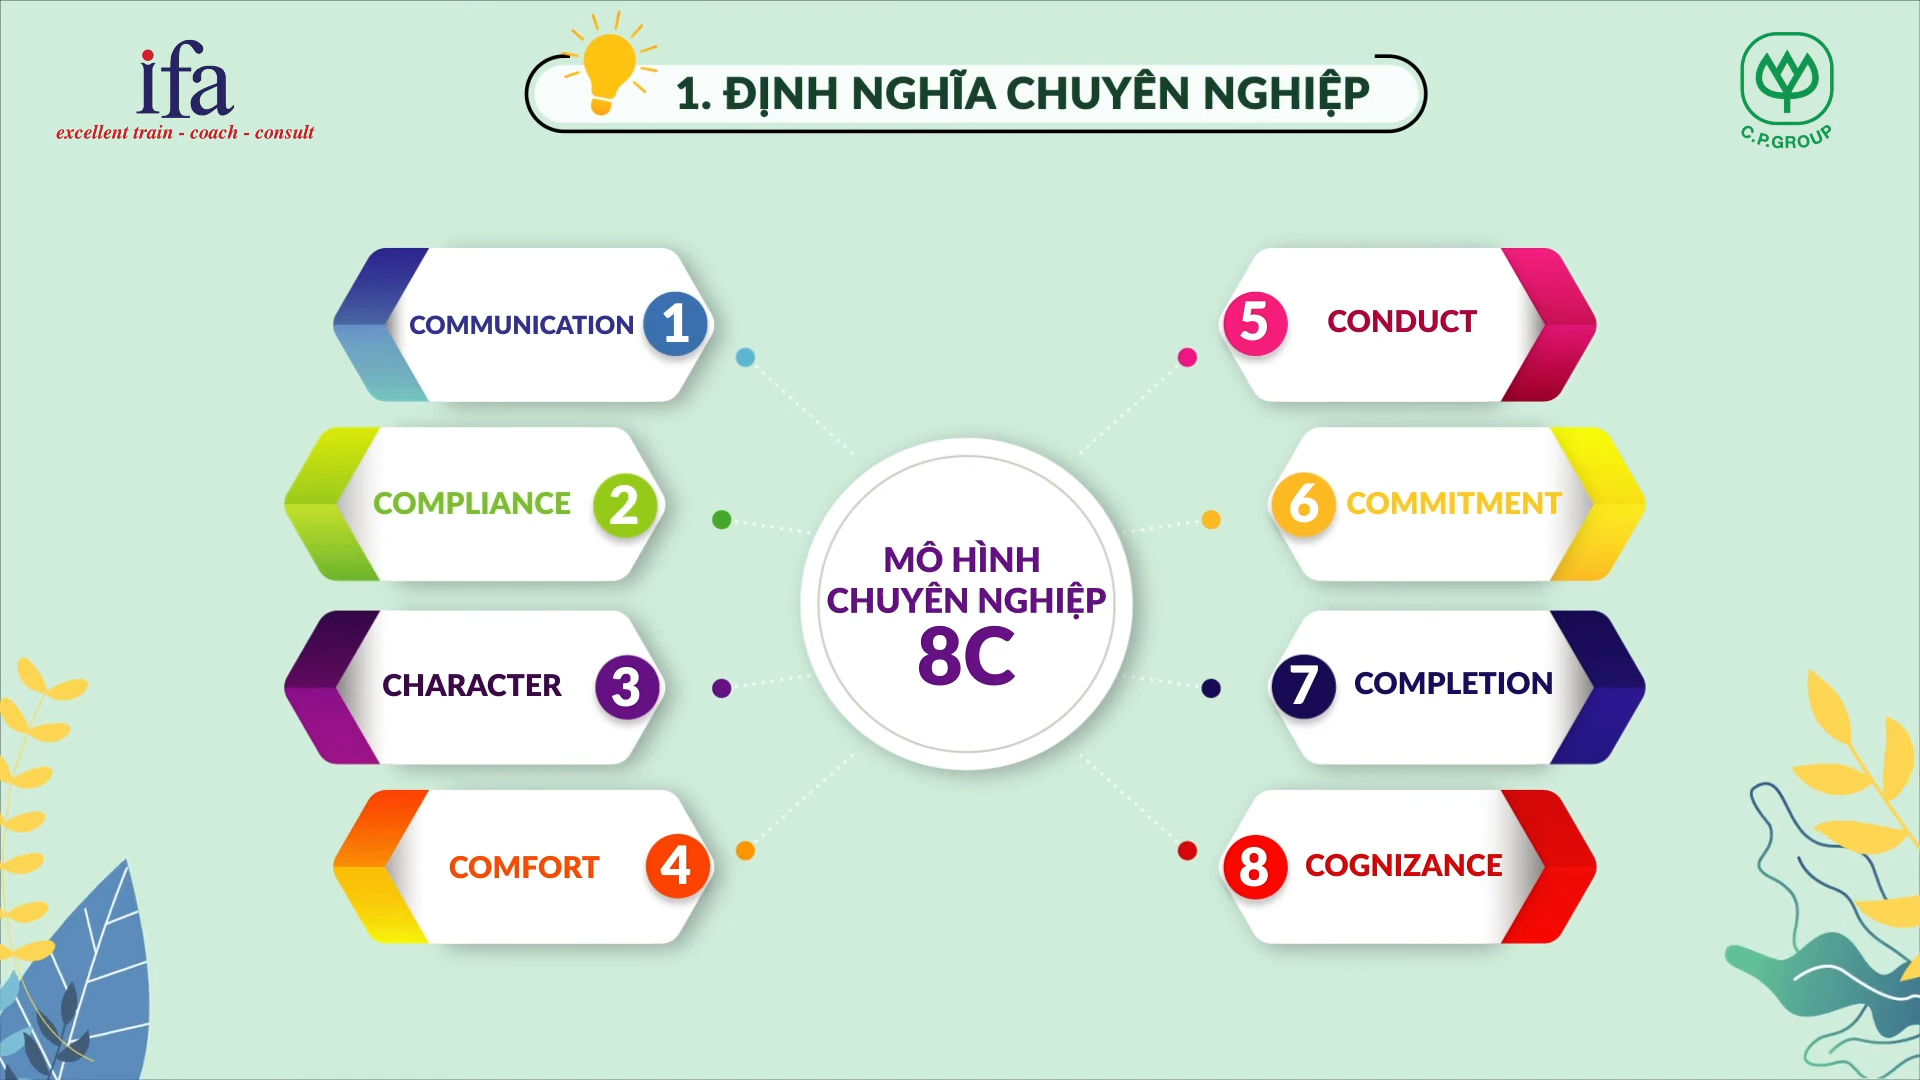 ifa
excellent train - coach - consult
1. ĐỊNH NGHĨA CHUYÊN NGHIỆP
C.P.GROUP
COMMUNICATION 1
COMPLIANCE 2
CHARACTER 3
COMFORT 4
MÔ HÌNH
CHUYÊN NGHIỆP
8C
5 CONDUCT
6 COMMITMENT
7 COMPLETION
8 COGNIZANCE